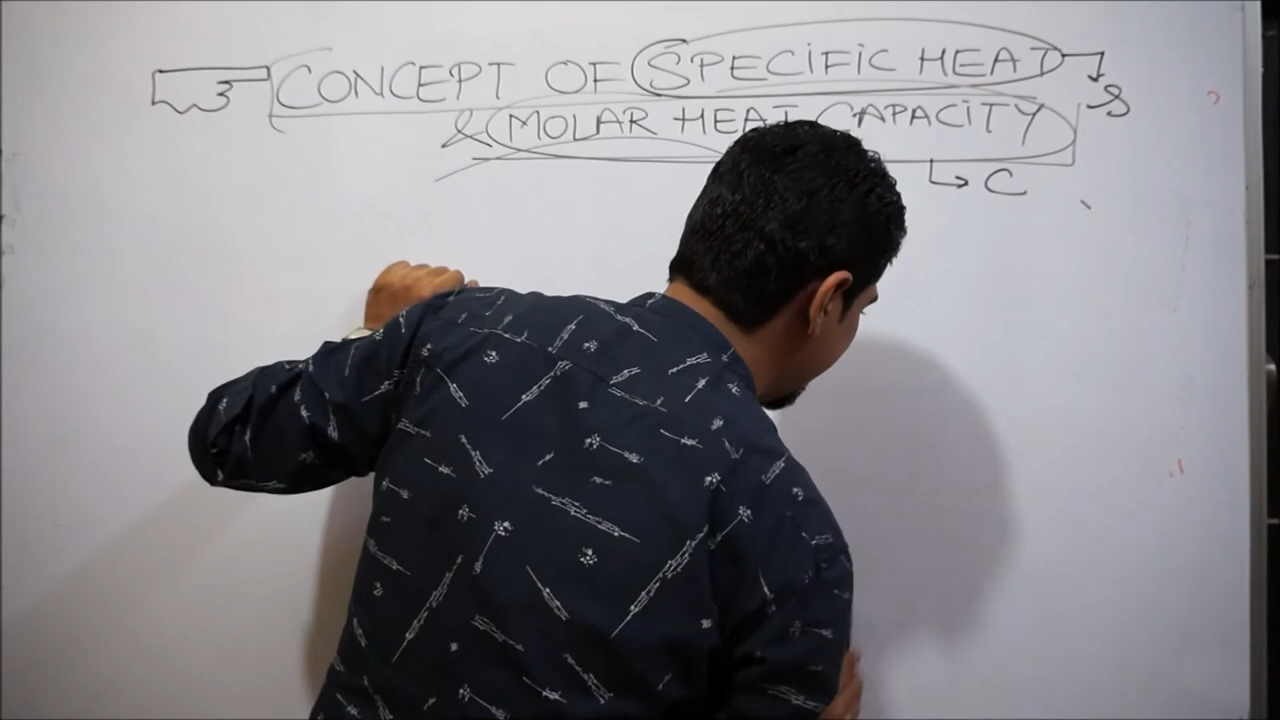 CONCEPT OF SPECIFIC HEAT → S
& MOLAR HEAT CAPACITY
↳ C